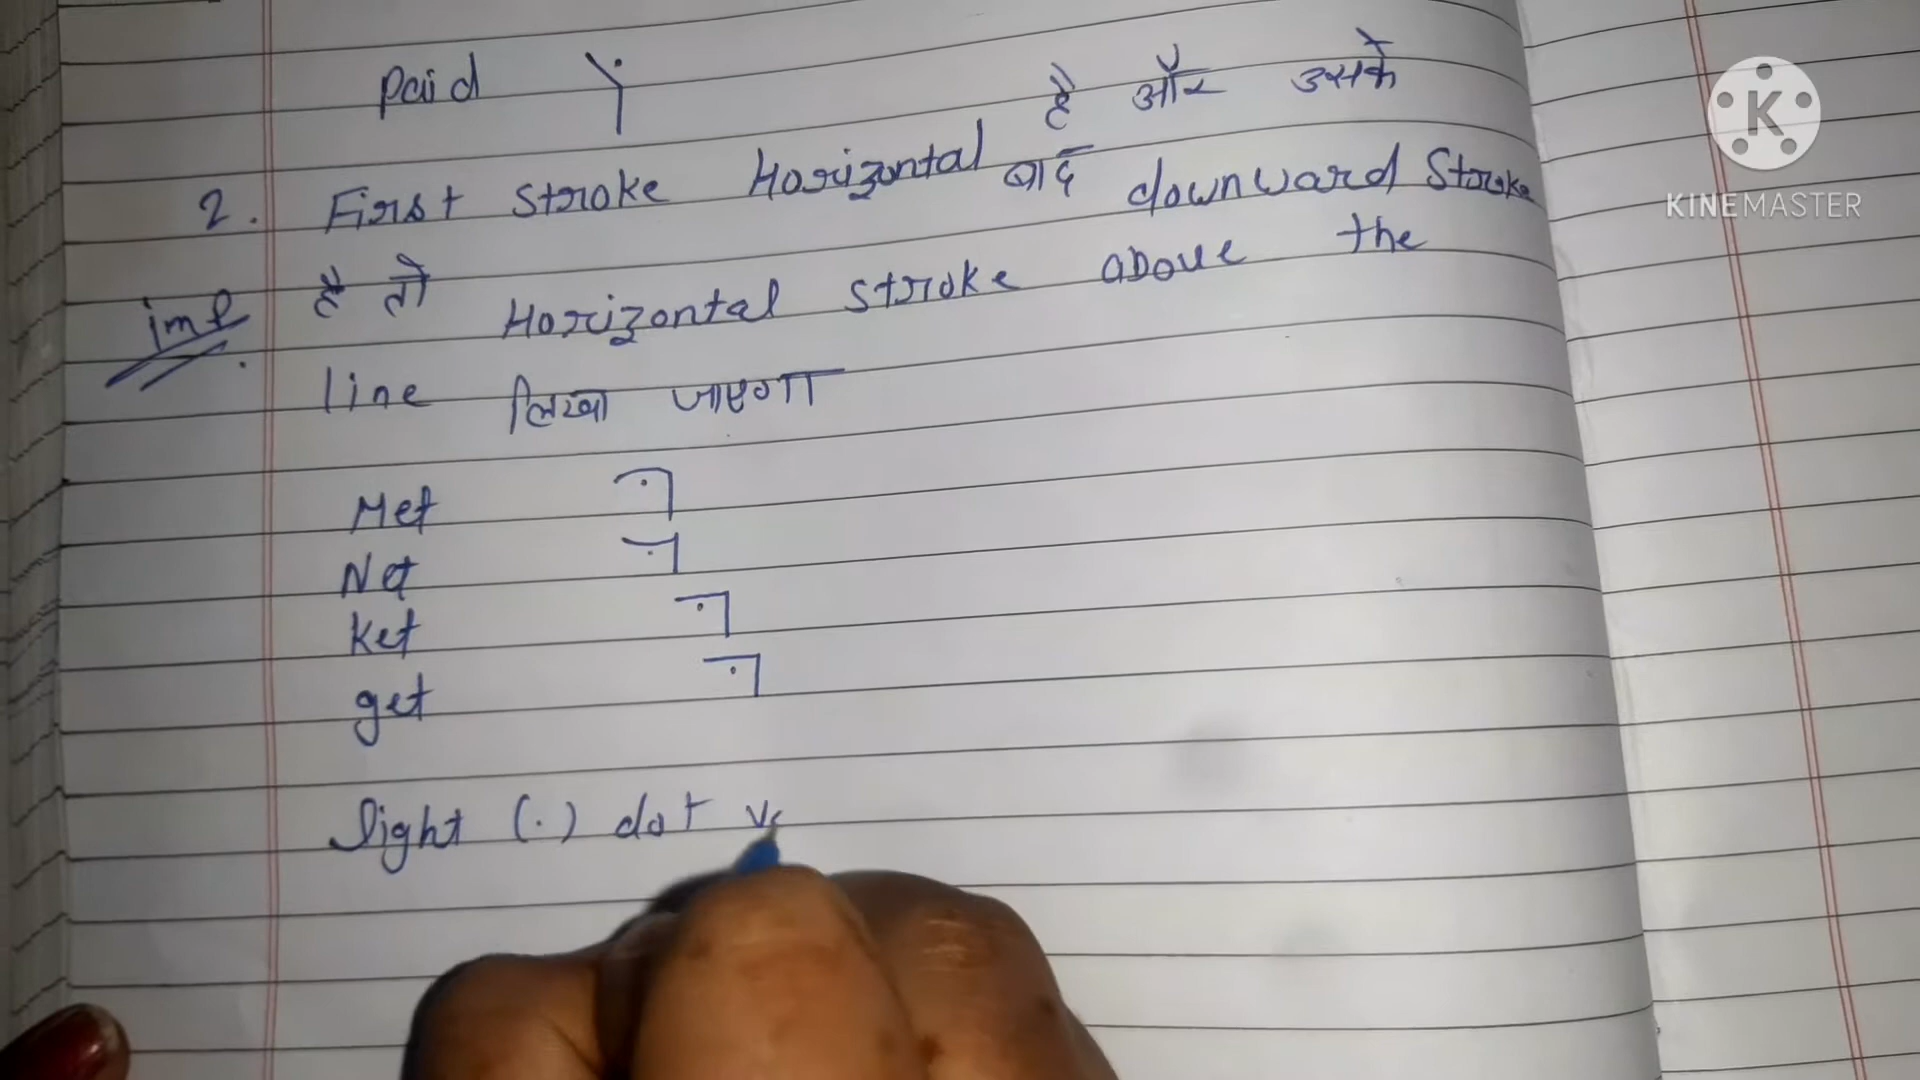 Paid
2. First stroke Horizontal है और उसके
बाद downward Stroke
imp है तो Horizontal stroke above the
line लिखा जाएगा
Met
Net
Ket
get
light (.) dot
K
KINEMASTER